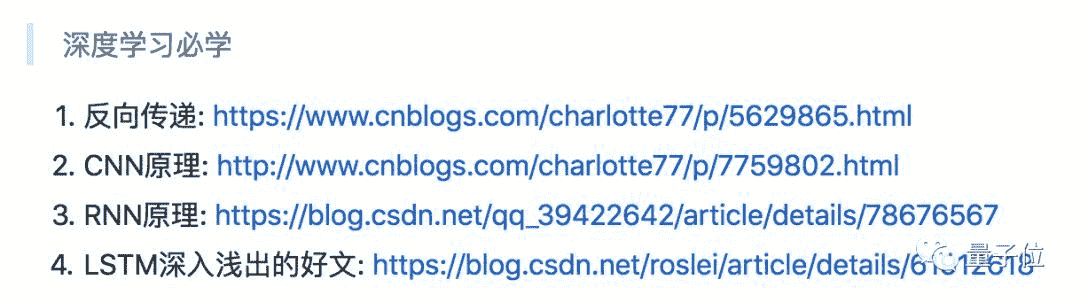 深度学习必学
1. 反向传递: https://www.cnblogs.com/charlotte77/p/5629865.html
2. CNN原理: http://www.cnblogs.com/charlotte77/p/7759802.html
3. RNN原理: https://blog.csdn.net/qq_39422642/article/details/78676567
4. LSTM深入浅出的好文: https://blog.csdn.net/roslei/article/details/61912618
量子位